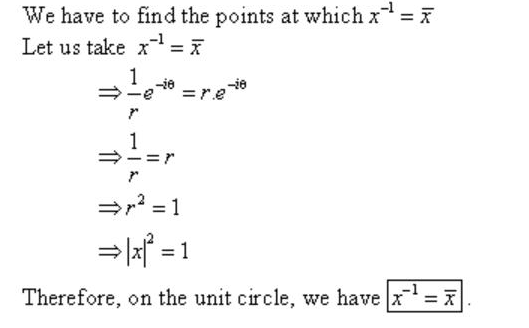 We have to find the points at which x⁻¹ = x̄
Let us take x⁻¹ = x̄
⇒ 1/r e^(-iθ) = r.e^(-iθ)
⇒ 1/r = r
⇒ r² = 1
⇒ |x|² = 1
Therefore, on the unit circle, we have x⁻¹ = x̄ .